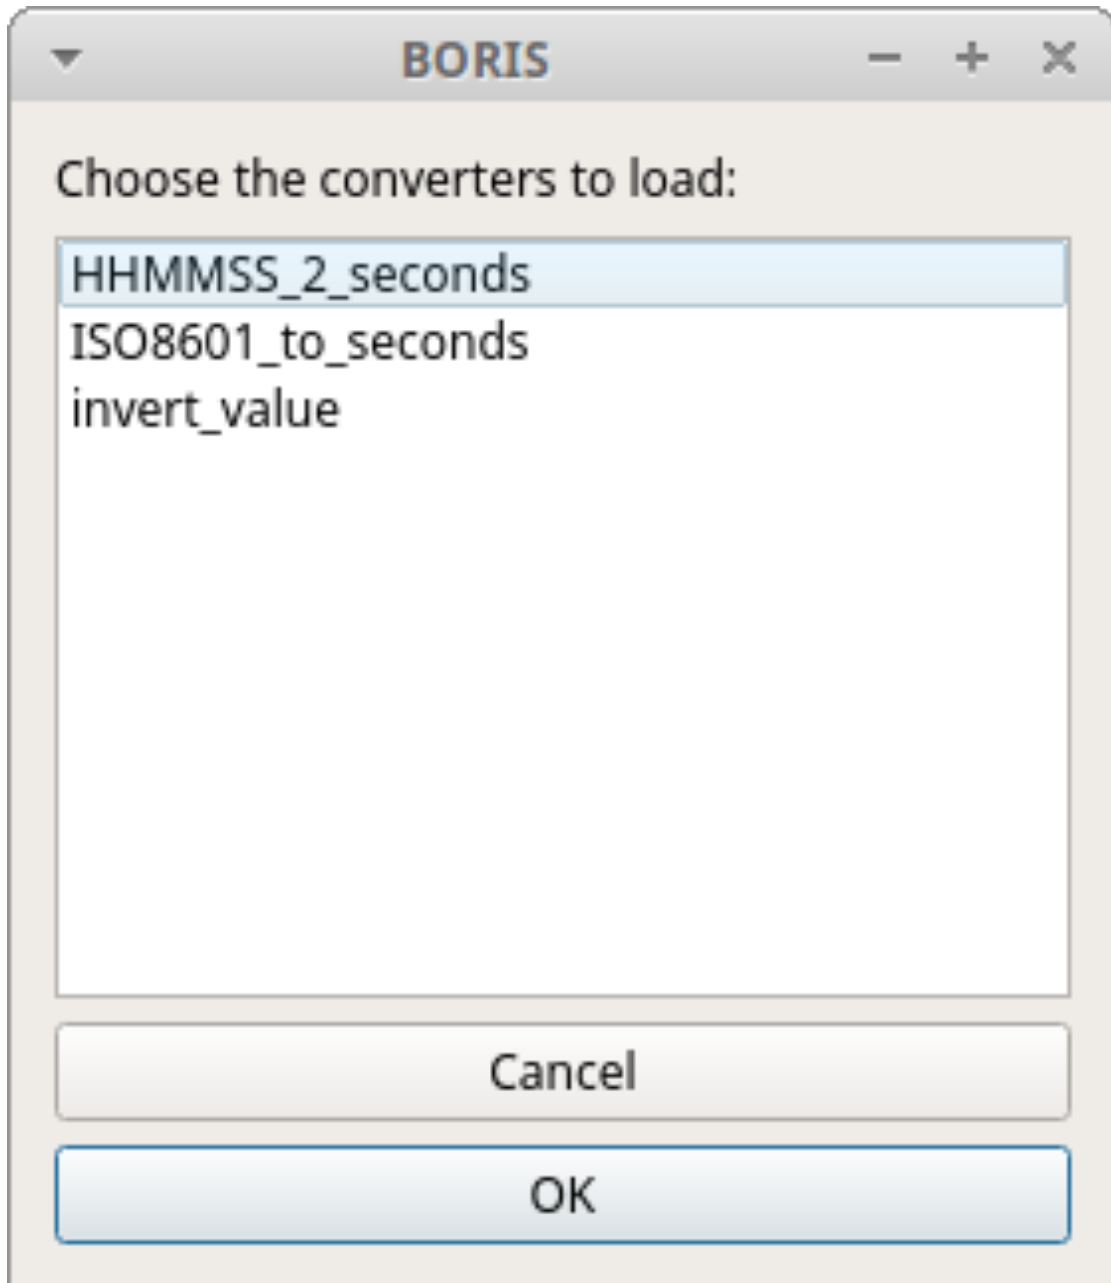 BORIS
Choose the converters to load:
HHMMSS_2_seconds
ISO8601_to_seconds
invert_value
Cancel
OK